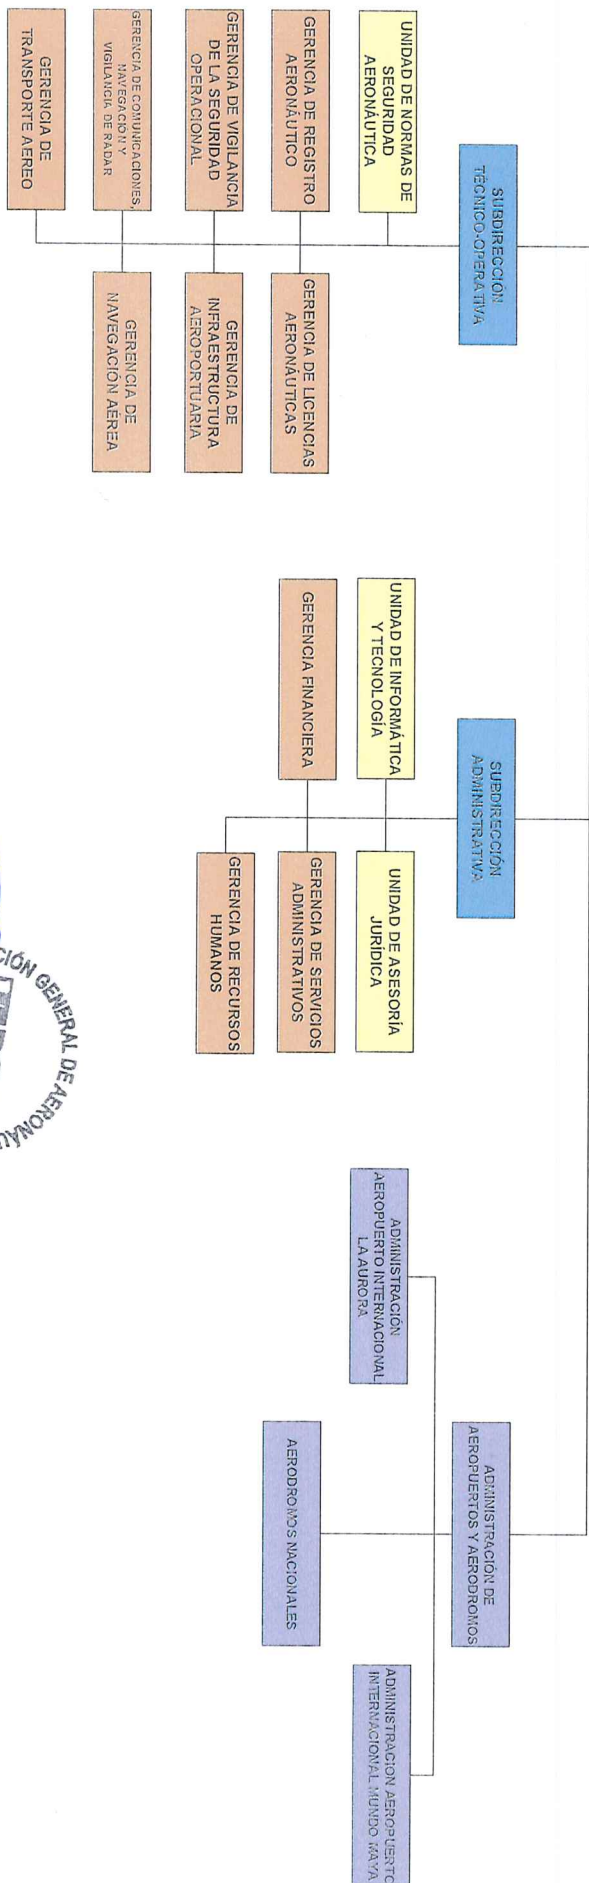 SUBDIRECCIÓN
TÉCNICO-OPERATIVA
UNIDAD DE NORMAS DE
SEGURIDAD
AERONÁUTICA
GERENCIA DE REGISTRO
AERONÁUTICO
GERENCIA DE LICENCIAS
AERONÁUTICAS
GERENCIA DE VIGILANCIA
DE LA SEGURIDAD
OPERACIONAL
GERENCIA DE
INFRAESTRUCTURA
AEROPORTUARIA
GERENCIA DE COMUNICACIONES,
NAVEGACIÓN Y
VIGILANCIA DE RADAR
GERENCIA DE
NAVEGACIÓN AÉREA
GERENCIA DE
TRANSPORTE AÉREO
SUBDIRECCIÓN
ADMINISTRATIVA
UNIDAD DE INFORMÁTICA
Y TECNOLOGÍA
UNIDAD DE ASESORÍA
JURÍDICA
GERENCIA FINANCIERA
GERENCIA DE SERVICIOS
ADMINISTRATIVOS
GERENCIA DE RECURSOS
HUMANOS
ADMINISTRACIÓN DE
AEROPUERTOS Y AERODROMOS
ADMINISTRACIÓN
AEROPUERTO INTERNACIONAL
LA AURORA
AERODROMOS NACIONALES
ADMINISTRACION AEROPUERTO
INTERNACIONAL MUNDO MAYA
CIÓN GENERAL DE AERONÁU